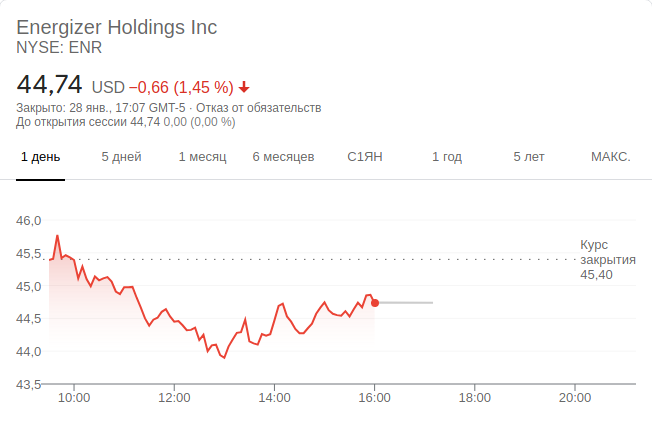 Energizer Holdings Inc
NYSE: ENR
44,74 USD −0,66 (1,45 %)
Закрыто: 28 янв., 17:07 GMT-5 · Отказ от обязательств
До открытия сессии 44,74 0,00 (0,00 %)
1 день 5 дней 1 месяц 6 месяцев С1ЯН 1 год 5 лет МАКС.
46,0
45,5
45,0
44,5
44,0
43,5
Курс
закрытия
45,40
10:00 12:00 14:00 16:00 18:00 20:00